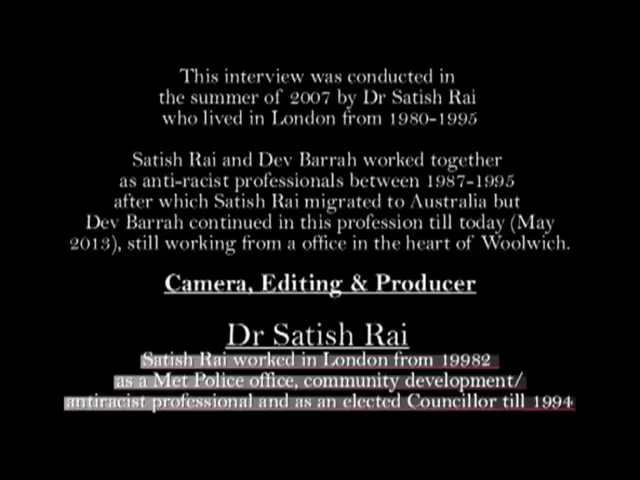 This interview was conducted in
the summer of 2007 by Dr Satish Rai
who lived in London from 1980-1995
Satish Rai and Dev Barrah worked together
as anti-racist professionals between 1987-1995
after which Satish Rai migrated to Australia but
Dev Barrah continued in this profession till today (May
2013), still working from a office in the heart of Woolwich.
Camera, Editing & Producer
Dr Satish Rai
Satish Rai worked in London from 19982
as a Met Police office, community development/
antiracist professional and as an elected Councillor till 1994